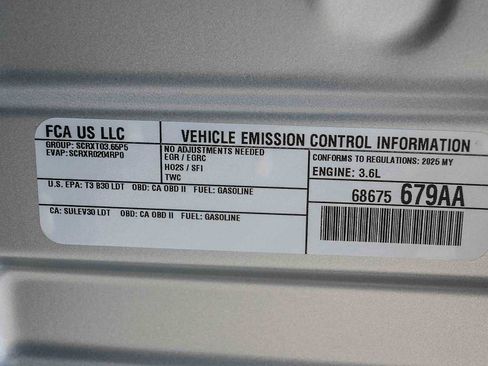 FCA US LLC
GROUP: SCRXT03.65P5
EVAP: SCRXR0204RP0
U.S. EPA: T3 B30 LDT OBD: CA OBD II FUEL: GASOLINE
CA: SULEV30 LDT OBD: CA OBD II FUEL: GASOLINE
VEHICLE EMISSION CONTROL INFORMATION
NO ADJUSTMENTS NEEDED
EGR / EGRC
HO2S / SFI
TWC
CONFORMS TO REGULATIONS: 2025 MY
ENGINE: 3.6L
68675 679AA